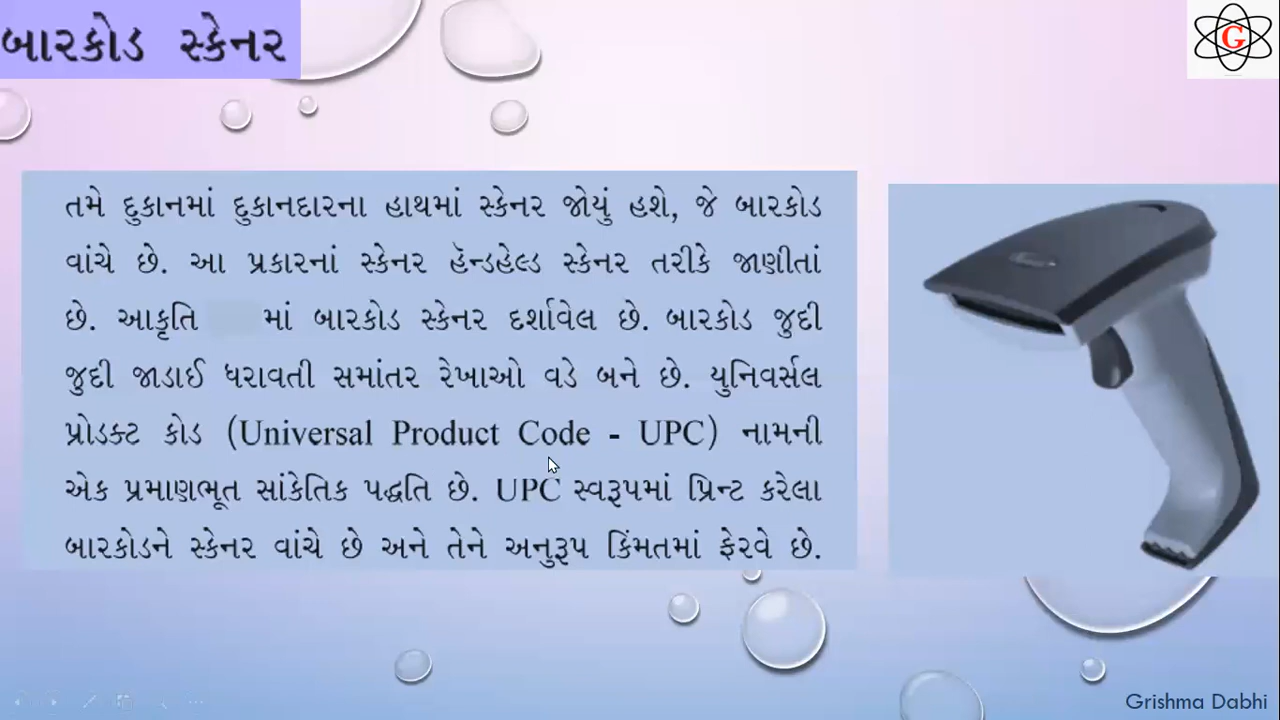 બારકોડ સ્કેનર
G
તમે દુકાનમાં દુકાનદારના હાથમાં સ્કેનર જોયું હશે, જે બારકોડ
વાંચે છે. આ પ્રકારનાં સ્કેનર હૅન્ડહેલ્ડ સ્કેનર તરીકે જાણીતાં
છે. આકૃતિ માં બારકોડ સ્કેનર દર્શાવેલ છે. બારકોડ જુદી
જુદી જાડાઈ ધરાવતી સમાંતર રેખાઓ વડે બને છે. યુનિવર્સલ
પ્રોડક્ટ કોડ (Universal Product Code - UPC) નામની
એક પ્રમાણભૂત સાંકેતિક પદ્ધતિ છે. UPC સ્વરૂપમાં પ્રિન્ટ કરેલા
બારકોડને સ્કેનર વાંચે છે અને તેને અનુરૂપ કિંમતમાં ફેરવે છે.
Grishma Dabhi